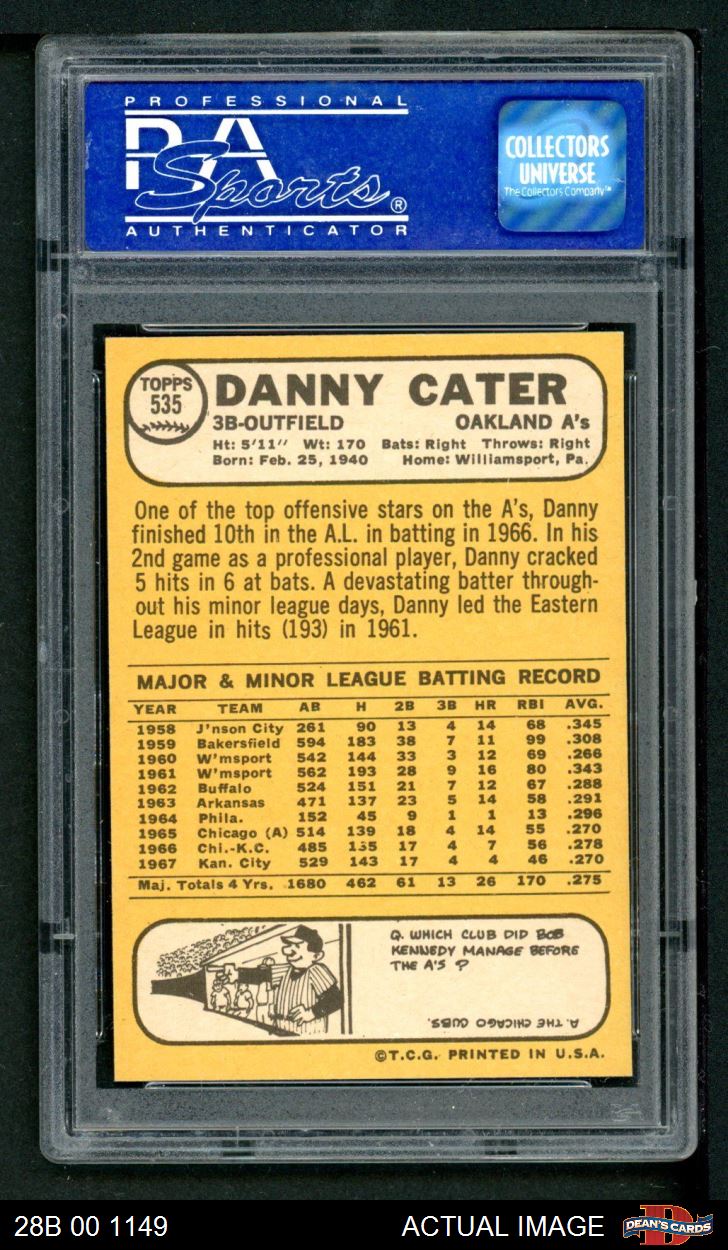 PROFESSIONAL
PSA
Sports®
AUTHENTICATOR
COLLECTORS
UNIVERSE
The Collectors Company™
TOPPS
535
DANNY CATER
3B-OUTFIELD OAKLAND A's
Ht: 5'11" Wt: 170 Bats: Right Throws: Right
Born: Feb. 25, 1940 Home: Williamsport, Pa.
One of the top offensive stars on the A's, Danny
finished 10th in the A.L. in batting in 1966. In his
2nd game as a professional player, Danny cracked
5 hits in 6 at bats. A devastating batter through-
out his minor league days, Danny led the Eastern
League in hits (193) in 1961.
MAJOR & MINOR LEAGUE BATTING RECORD
YEAR TEAM AB H 2B 3B HR RBI AVG.
1958 J'nson City 261 90 13 4 14 68 .345
1959 Bakersfield 594 183 38 7 11 99 .308
1960 W'msport 542 144 33 3 12 69 .266
1961 W'msport 562 193 28 9 16 80 .343
1962 Buffalo 524 151 21 7 12 67 .288
1963 Arkansas 471 137 23 5 14 58 .291
1964 Phila. 152 45 9 1 1 13 .296
1965 Chicago (A) 514 139 18 4 14 55 .270
1966 Chi.-K.C. 485 135 17 4 7 56 .278
1967 Kan. City 529 143 17 4 4 46 .270
Maj. Totals 4 Yrs. 1680 462 61 13 26 170 .275
Q. WHICH CLUB DID BOB
KENNEDY MANAGE BEFORE
THE A'S ?
A. THE CHICAGO CUBS.
©T.C.G. PRINTED IN U.S.A.
28B 00 1149 ACTUAL IMAGE DEAN'S CARDS